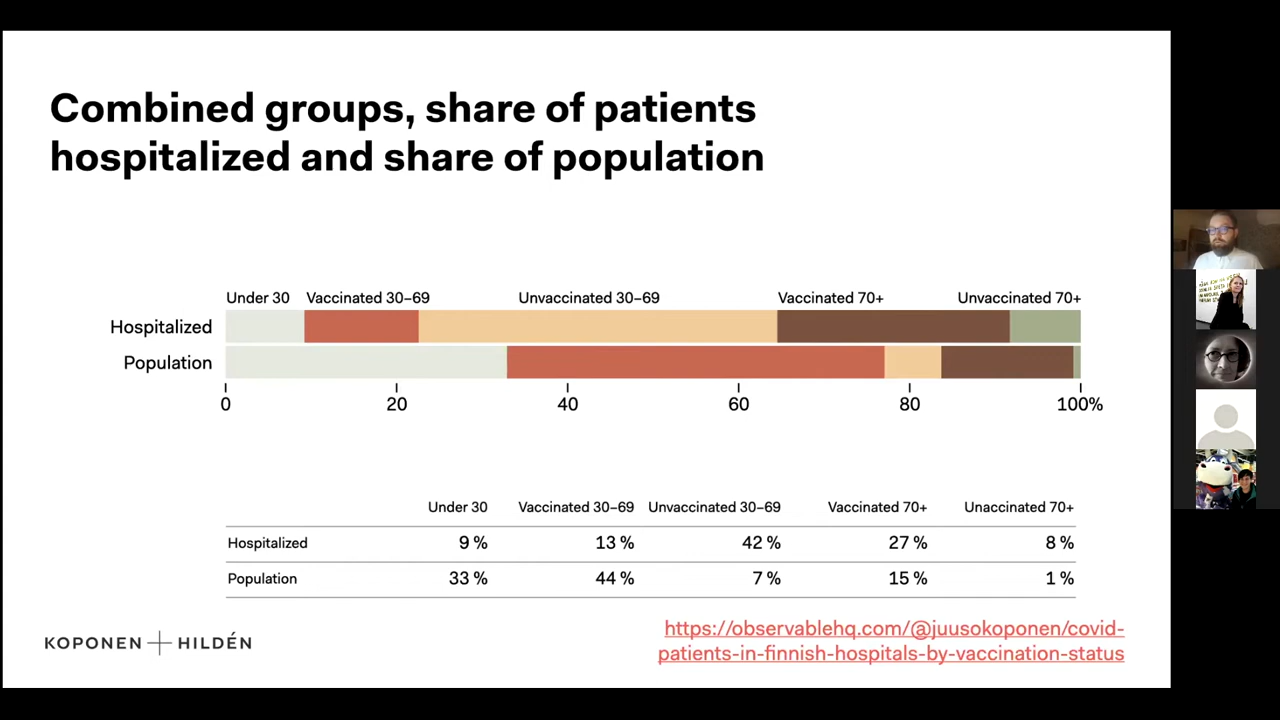 Combined groups, share of patients
hospitalized and share of population
Under 30 Vaccinated 30–69 Unvaccinated 30–69 Vaccinated 70+ Unvaccinated 70+
Hospitalized
Population
0 20 40 60 80 100%
Under 30 Vaccinated 30–69 Unvaccinated 30–69 Vaccinated 70+ Unaccinated 70+
Hospitalized 9 % 13 % 42 % 27 % 8 %
Population 33 % 44 % 7 % 15 % 1 %
https://observablehq.com/@juusokoponen/covid-
patients-in-finnish-hospitals-by-vaccination-status
KOPONEN HILDÉN